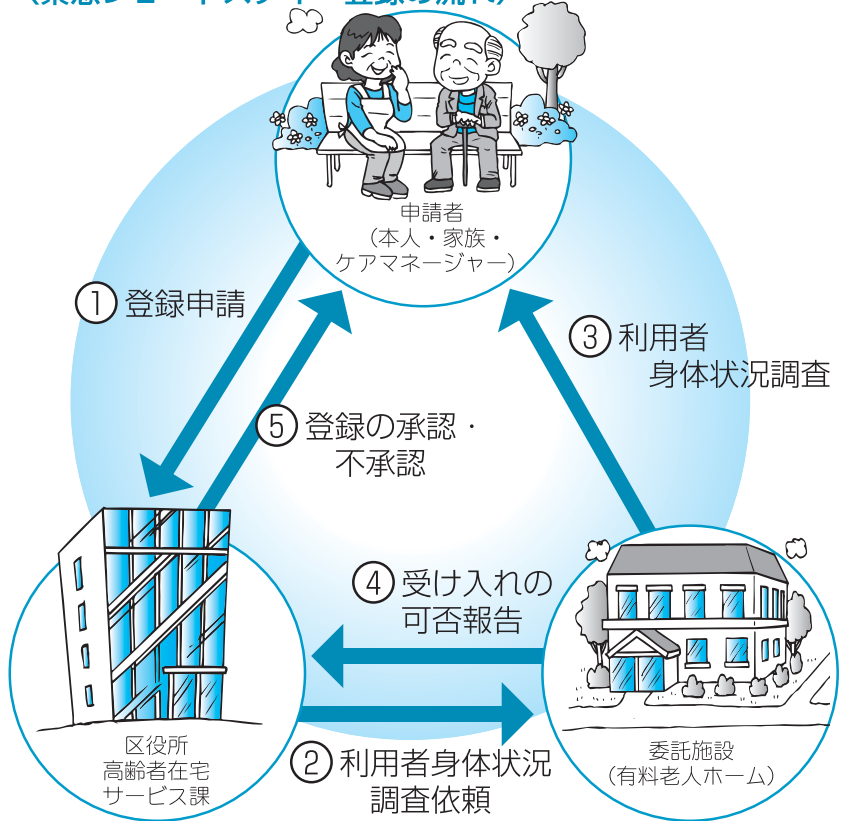 申請者
（本人・家族・
ケアマネージャー）
① 登録申請
③ 利用者
身体状況調査
⑤ 登録の承認・
不承認
④ 受け入れの
可否報告
区役所
高齢者在宅
サービス課
② 利用者身体状況
調査依頼
委託施設
（有料老人ホーム）